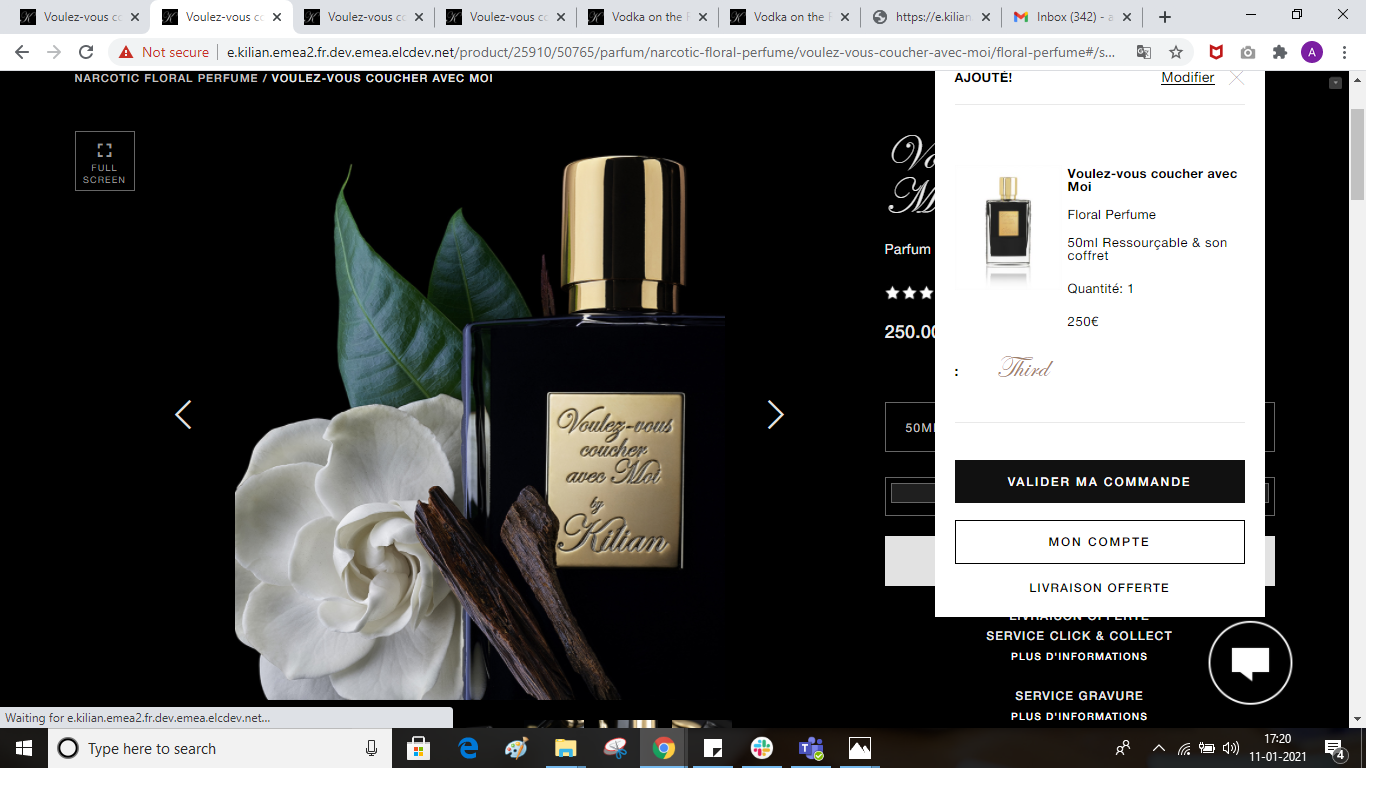 Voulez-vous co
Voulez-vous co
Voulez-vous co
Voulez-vous co
Vodka on the R
Vodka on the R
https://e.kilian.
Inbox (342) - a
Not secure
e.kilian.emea2.fr.dev.emea.elcdev.net/product/25910/50765/parfum/narcotic-floral-perfume/voulez-vous-coucher-avec-moi/floral-perfume#/s...
A
NARCOTIC FLORAL PERFUME / VOULEZ-VOUS COUCHER AVEC MOI
FULL
SCREEN
Voulez-vous
coucher
avec Moi
by
Kilian
Vo
M
Parfum
250.00
50ML
AJOUTÉ!
Modifier
Voulez-vous coucher avec
Moi
Floral Perfume
50ml Ressourçable & son
coffret
Quantité: 1
250€
:
Third
VALIDER MA COMMANDE
MON COMPTE
LIVRAISON OFFERTE
LIVRAISON OFFERTE
SERVICE CLICK & COLLECT
PLUS D'INFORMATIONS
SERVICE GRAVURE
PLUS D'INFORMATIONS
Waiting for e.kilian.emea2.fr.dev.emea.elcdev.net...
Type here to search
17:20
11-01-2021
4